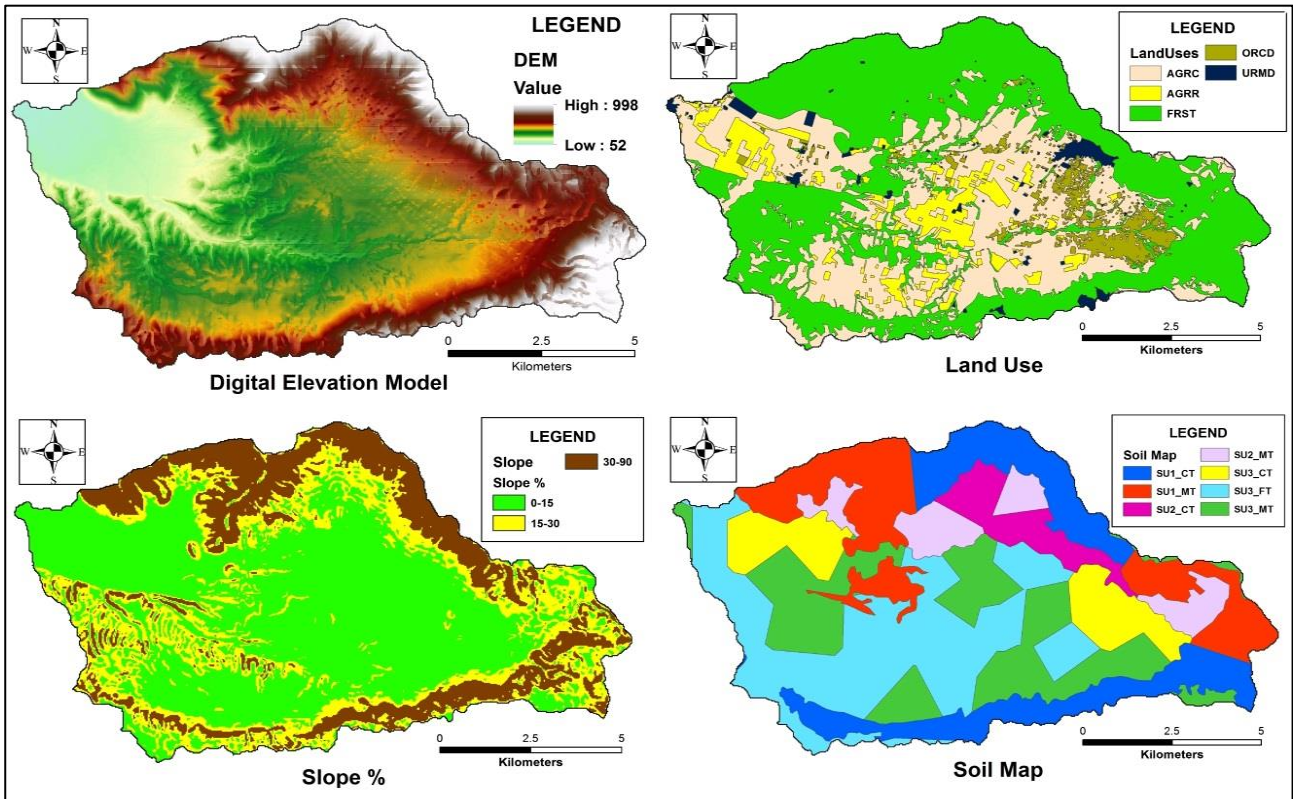 N
W E
S
LEGEND
DEM
Value
High : 998
Low : 52
0 2.5 5
Kilometers
Digital Elevation Model
N
W E
S
LEGEND
LandUses
AGRC
AGRR
FRST
ORCD
URMD
0 2.5 5
Kilometers
Land Use
N
W E
S
LEGEND
Slope
Slope %
0-15
15-30
30-90
0 2.5 5
Kilometers
Slope %
N
W E
S
LEGEND
Soil Map
SU1_CT
SU1_MT
SU2_CT
SU2_MT
SU3_CT
SU3_FT
SU3_MT
0 2.5 5
Kilometers
Soil Map